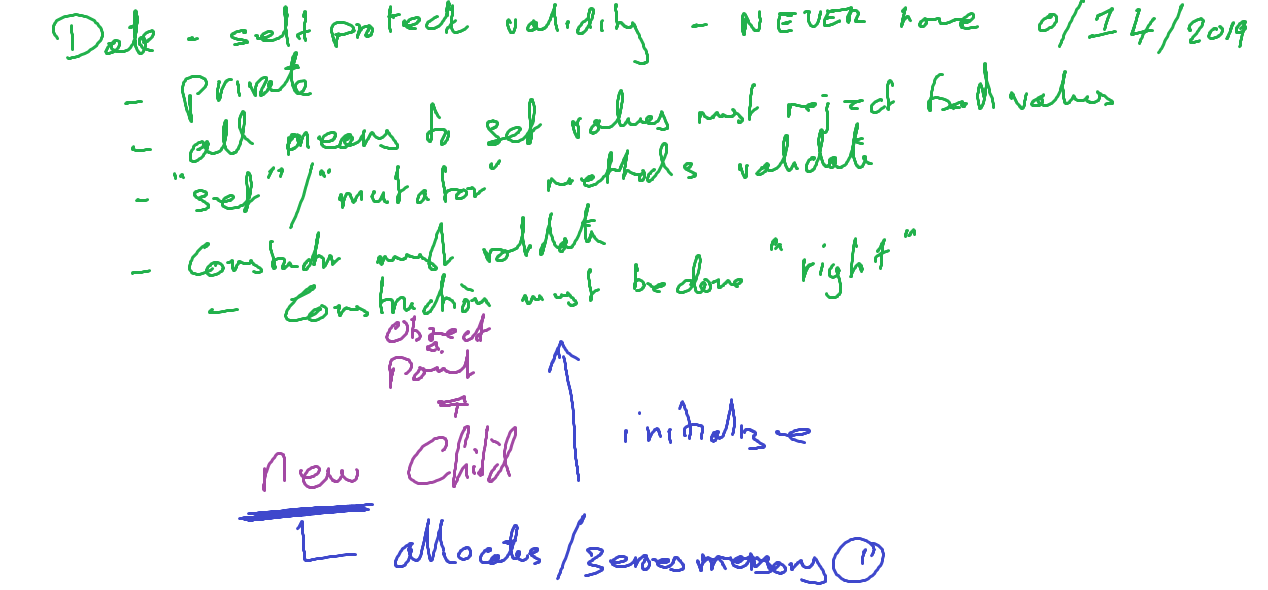 Date - self protect validity - NEVER have 0/14/2019
- private
- all means to set values must reject bad values
- "set"/"mutator" methods validate
- Constructor must validate
- Construction must be done "right"
Object
Parent
initialize
new Child
allocates/zeroes memory 1